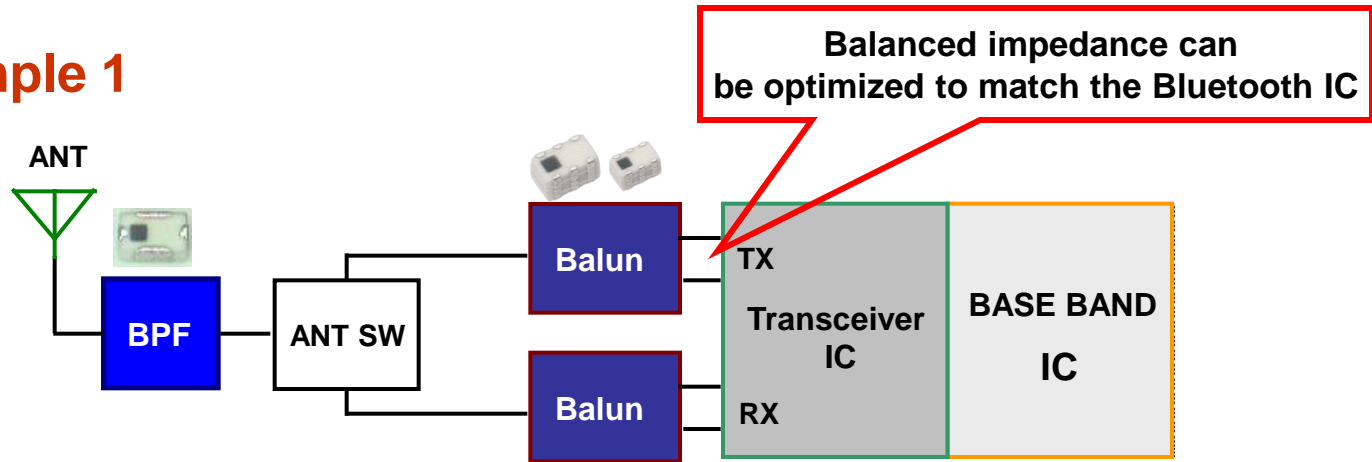 Balanced impedance can
be optimized to match the Bluetooth IC
1
ANT
Balun
TX
BPF
ANT SW
Transceiver
IC
BASE BAND
IC
Balun
RX